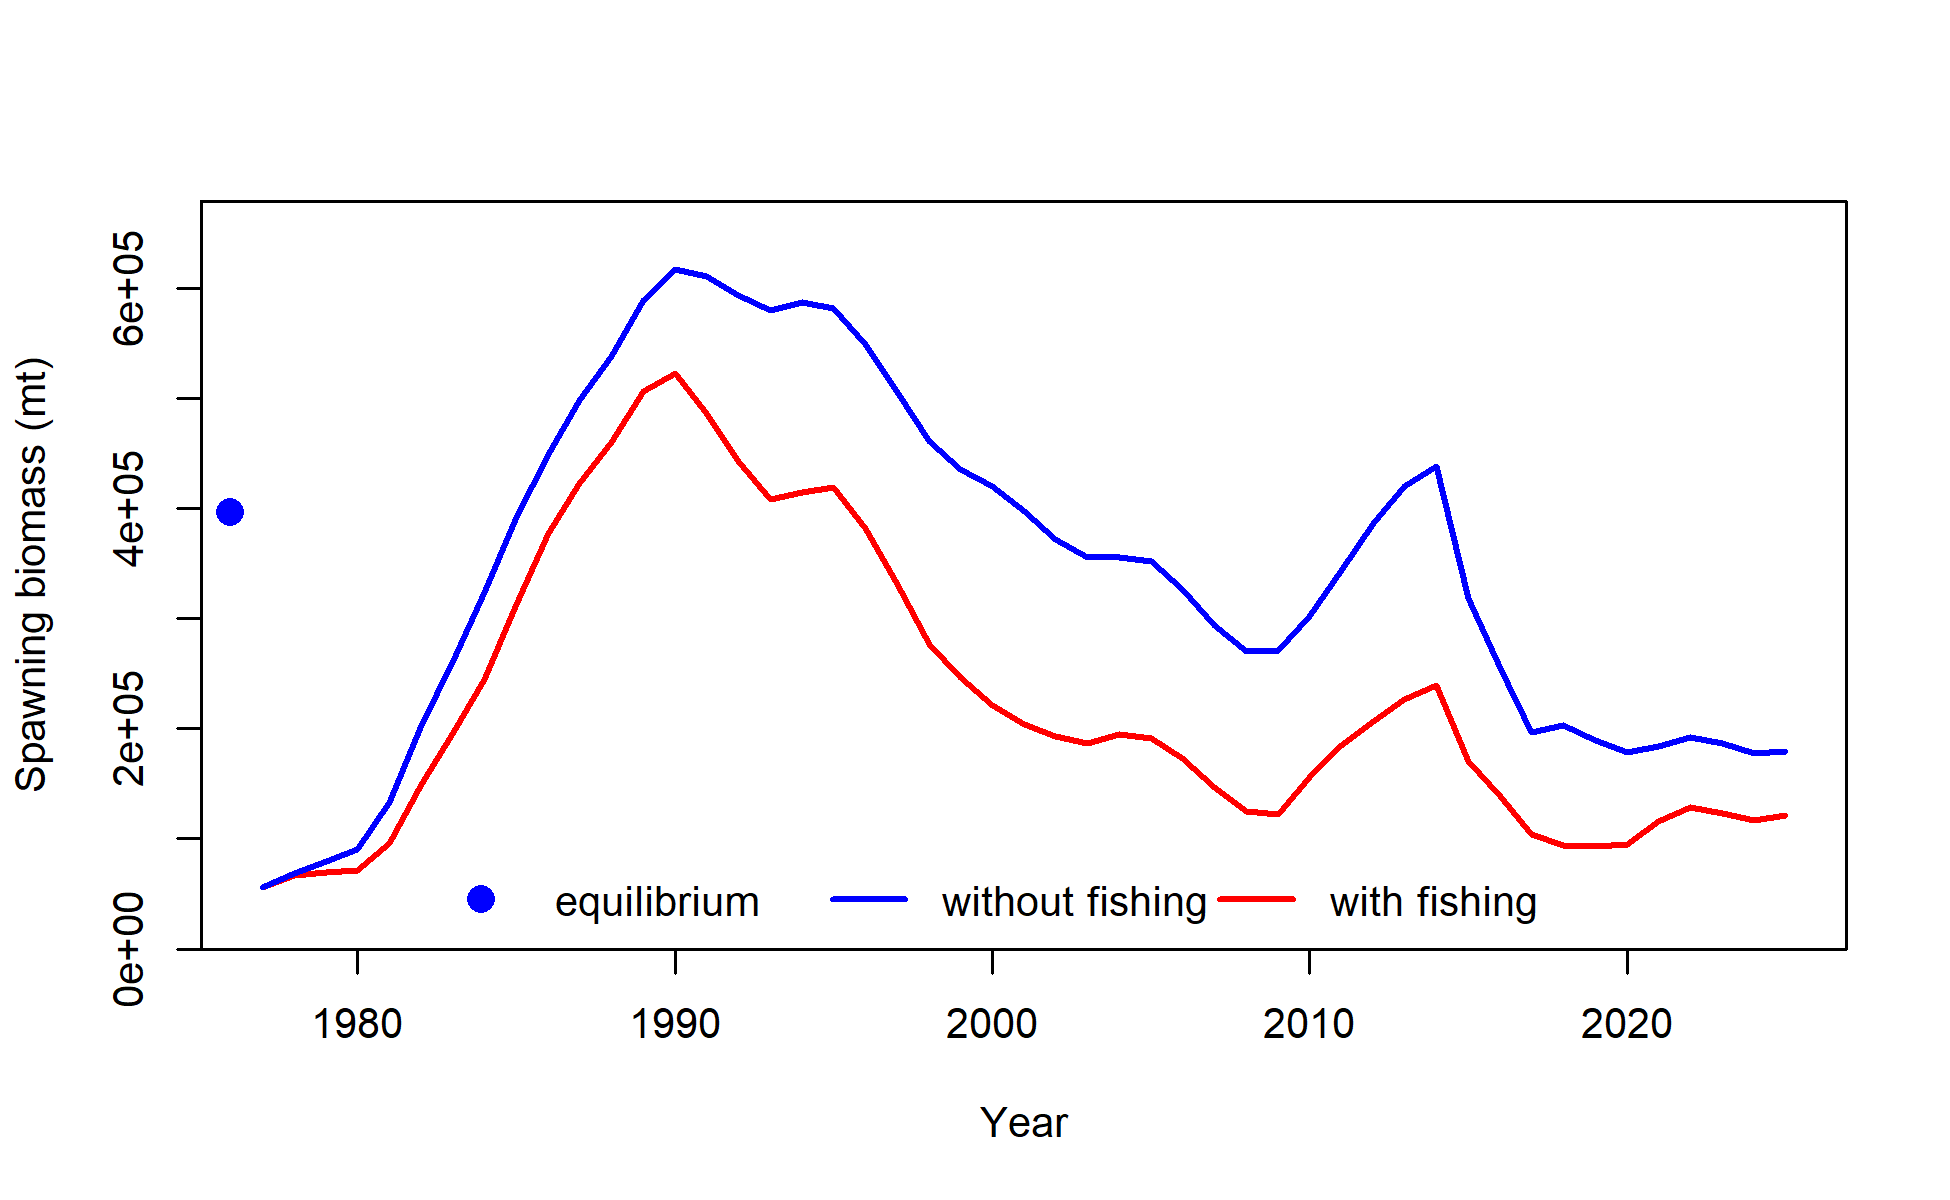 Spawning biomass (mt)
6e+05
4e+05
2e+05
0e+00
equilibrium without fishing with fishing
1980 1990 2000 2010 2020
Year